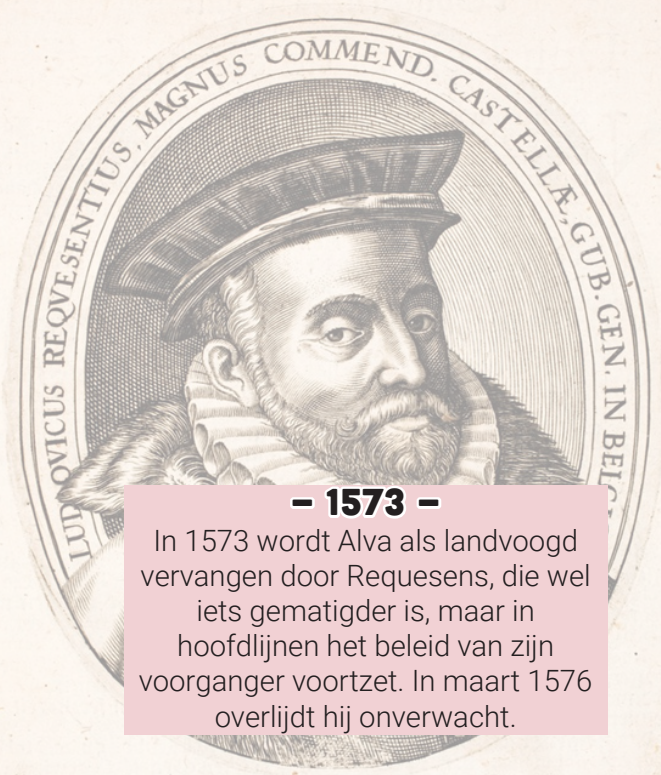 LUDOVICUS REQVESENTIUS, MAGNUS COMMEND. CASTELLÆ, GUB. GEN. IN BELG
– 1573 –
In 1573 wordt Alva als landvoogd
vervangen door Requesens, die wel
iets gematigder is, maar in
hoofdlijnen het beleid van zijn
voorganger voortzet. In maart 1576
overlijdt hij onverwacht.